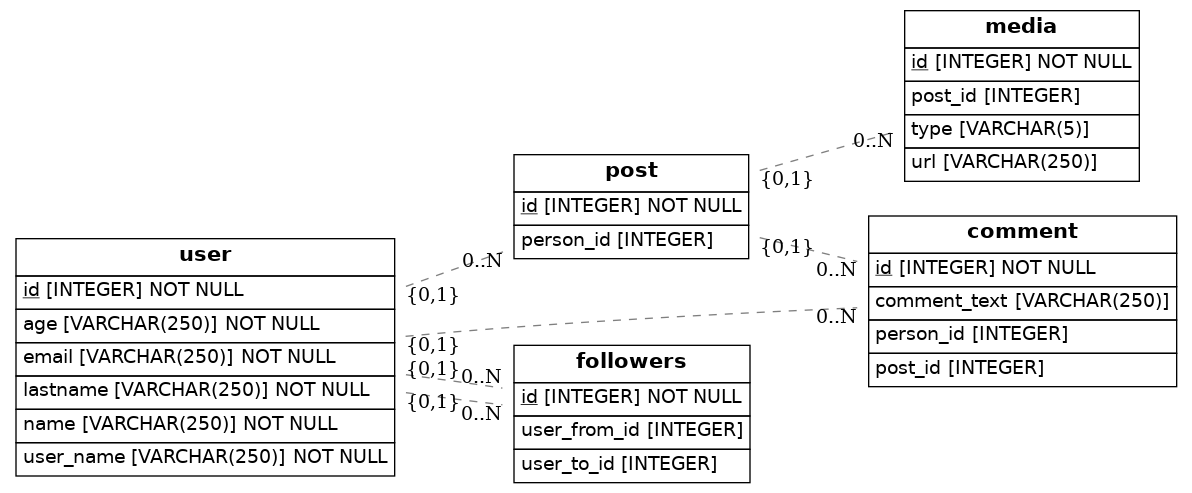 media
id [INTEGER] NOT NULL
post_id [INTEGER]
type [VARCHAR(5)]
url [VARCHAR(250)]
0..N
{0,1}
post
id [INTEGER] NOT NULL
person_id [INTEGER]
{0,1}
0..N
comment
id [INTEGER] NOT NULL
comment_text [VARCHAR(250)]
person_id [INTEGER]
post_id [INTEGER]
user
id [INTEGER] NOT NULL
age [VARCHAR(250)] NOT NULL
email [VARCHAR(250)] NOT NULL
lastname [VARCHAR(250)] NOT NULL
name [VARCHAR(250)] NOT NULL
user_name [VARCHAR(250)] NOT NULL
0..N
{0,1}
0..N
{0,1}
{0,1}
0..N
{0,1}
0..N
followers
id [INTEGER] NOT NULL
user_from_id [INTEGER]
user_to_id [INTEGER]